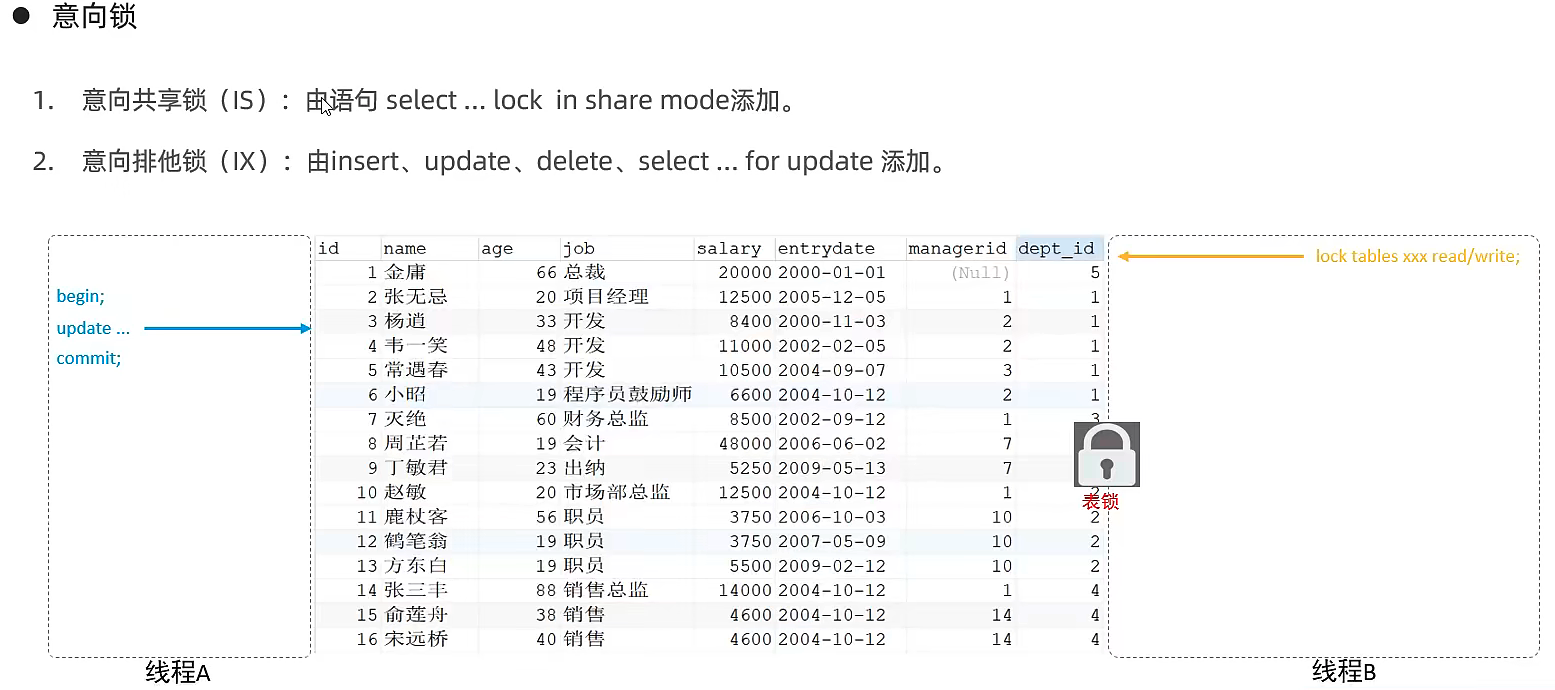 ● 意向锁
1. 意向共享锁（IS）：由语句 select ... lock in share mode添加。
2. 意向排他锁（IX）：由insert、update、delete、select ... for update 添加。
begin;
update ...
commit;
线程A
id name age job salary entrydate managerid dept_id
1 金庸 66 总裁 20000 2000-01-01 (Null) 5
2 张无忌 20 项目经理 12500 2005-12-05 1 1
3 杨逍 33 开发 8400 2000-11-03 2 1
4 韦一笑 48 开发 11000 2002-02-05 2 1
5 常遇春 43 开发 10500 2004-09-07 3 1
6 小昭 19 程序员鼓励师 6600 2004-10-12 2 1
7 灭绝 60 财务总监 8500 2002-09-12 1 3
8 周芷若 19 会计 48000 2006-06-02 7
9 丁敏君 23 出纳 5250 2009-05-13 7
10 赵敏 20 市场部总监 12500 2004-10-12 1 2
11 鹿杖客 56 职员 3750 2006-10-03 10 2
12 鹤笔翁 19 职员 3750 2007-05-09 10 2
13 方东白 19 职员 5500 2009-02-12 10 2
14 张三丰 88 销售总监 14000 2004-10-12 1 4
15 俞莲舟 38 销售 4600 2004-10-12 14 4
16 宋远桥 40 销售 4600 2004-10-12 14 4
表锁
lock tables xxx read/write;
线程B